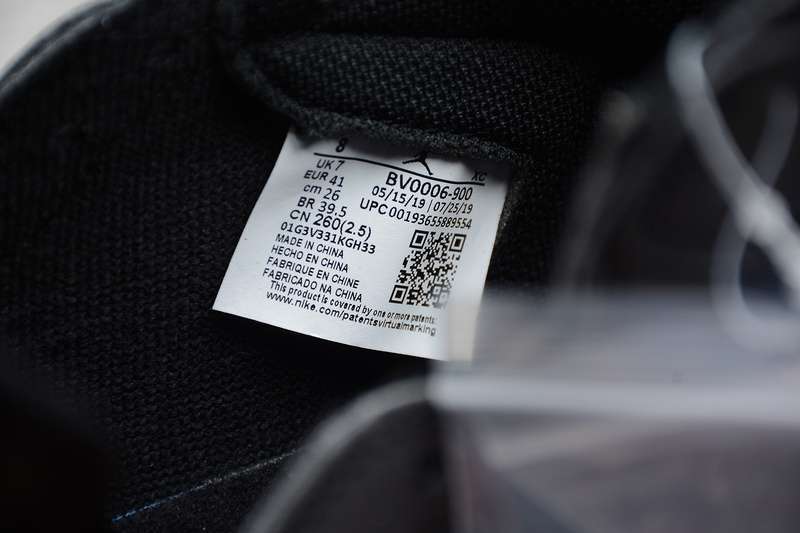 8
XC
UK 7
EUR 41
cm 26
BR 39.5
CN 260(2.5)
01G3V331KGH33
MADE IN CHINA
HECHO EN CHINA
FABRIQUE EN CHINE
FABRICADO NA CHINA
This product is covered by one or more patents:
www.nike.com/patentsvirtualmarking
BV0006-900
05/15/19 | 07/25/19
UPC00193655889554